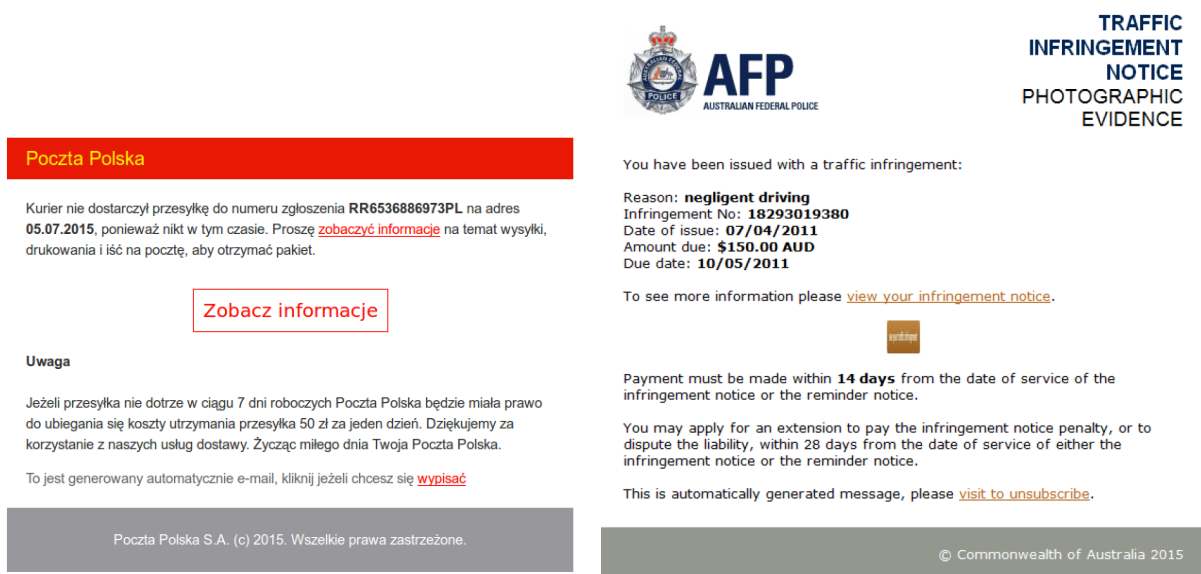 Poczta Polska
Kurier nie dostarczył przesyłkę do numeru zgłoszenia RR6536886973PL na adres
05.07.2015, ponieważ nikt w tym czasie. Proszę zobaczyć informacje na temat wysyłki,
drukowania i iść na pocztę, aby otrzymać pakiet.
Zobacz informacje
Uwaga
Jeżeli przesyłka nie dotrze w ciągu 7 dni roboczych Poczta Polska będzie miała prawo
do ubiegania się koszty utrzymania przesyłka 50 zł za jeden dzień. Dziękujemy za
korzystanie z naszych usług dostawy. Życząc miłego dnia Twoja Poczta Polska.
To jest generowany automatycznie e-mail, kliknij jeżeli chcesz się wypisać
Poczta Polska S.A. (c) 2015. Wszelkie prawa zastrzeżone.
AUSTRALIAN FEDERAL
POLICE
AFP
AUSTRALIAN FEDERAL POLICE
TRAFFIC
INFRINGEMENT
NOTICE
PHOTOGRAPHIC
EVIDENCE
You have been issued with a traffic infringement:
Reason: negligent driving
Infringement No: 18293019380
Date of issue: 07/04/2011
Amount due: $150.00 AUD
Due date: 10/05/2011
To see more information please view your infringement notice.
Payment must be made within 14 days from the date of service of the
infringement notice or the reminder notice.
You may apply for an extension to pay the infringement notice penalty, or to
dispute the liability, within 28 days from the date of service of either the
infringement notice or the reminder notice.
This is automatically generated message, please visit to unsubscribe.
© Commonwealth of Australia 2015